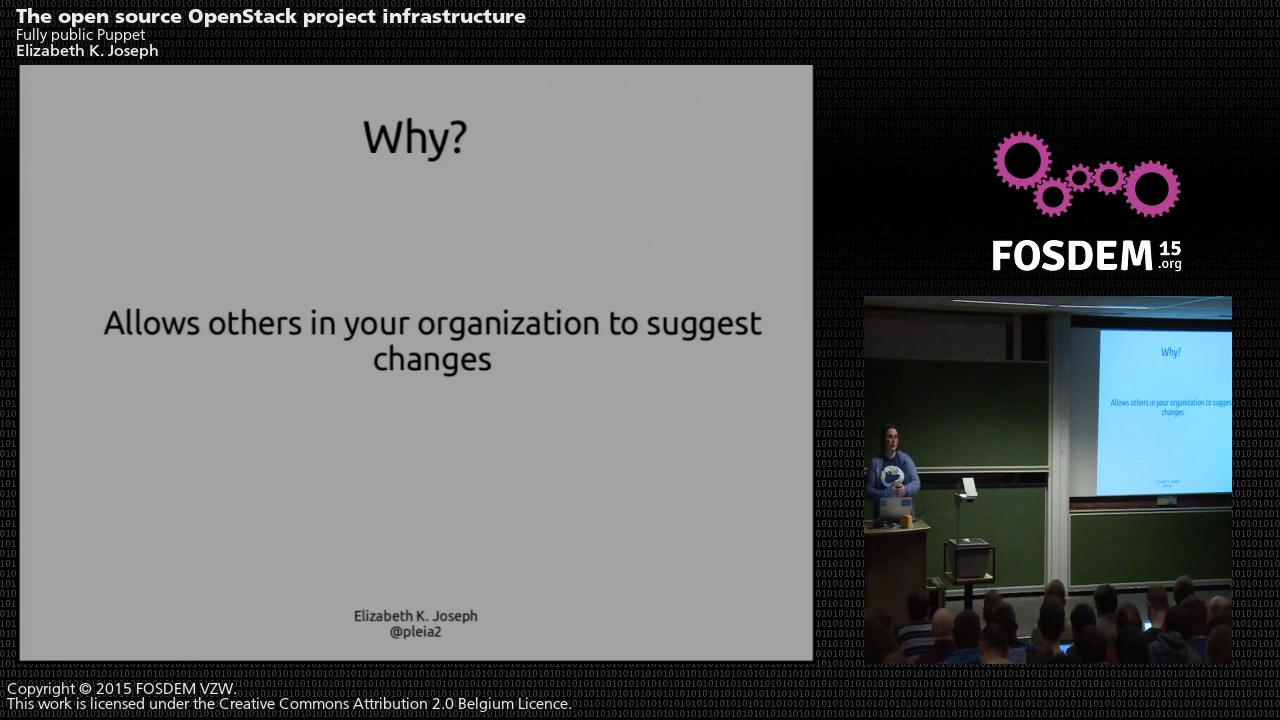 The open source OpenStack project infrastructure
Fully public Puppet
Elizabeth K. Joseph
Why?
Allows others in your organization to suggest
changes
Elizabeth K. Joseph
@pleia2
FOSDEM 15
.org
Why?
Allows others in your organization to sugges
changes
Copyright © 2015 FOSDEM VZW.
This work is licensed under the Creative Commons Attribution 2.0 Belgium Licence.